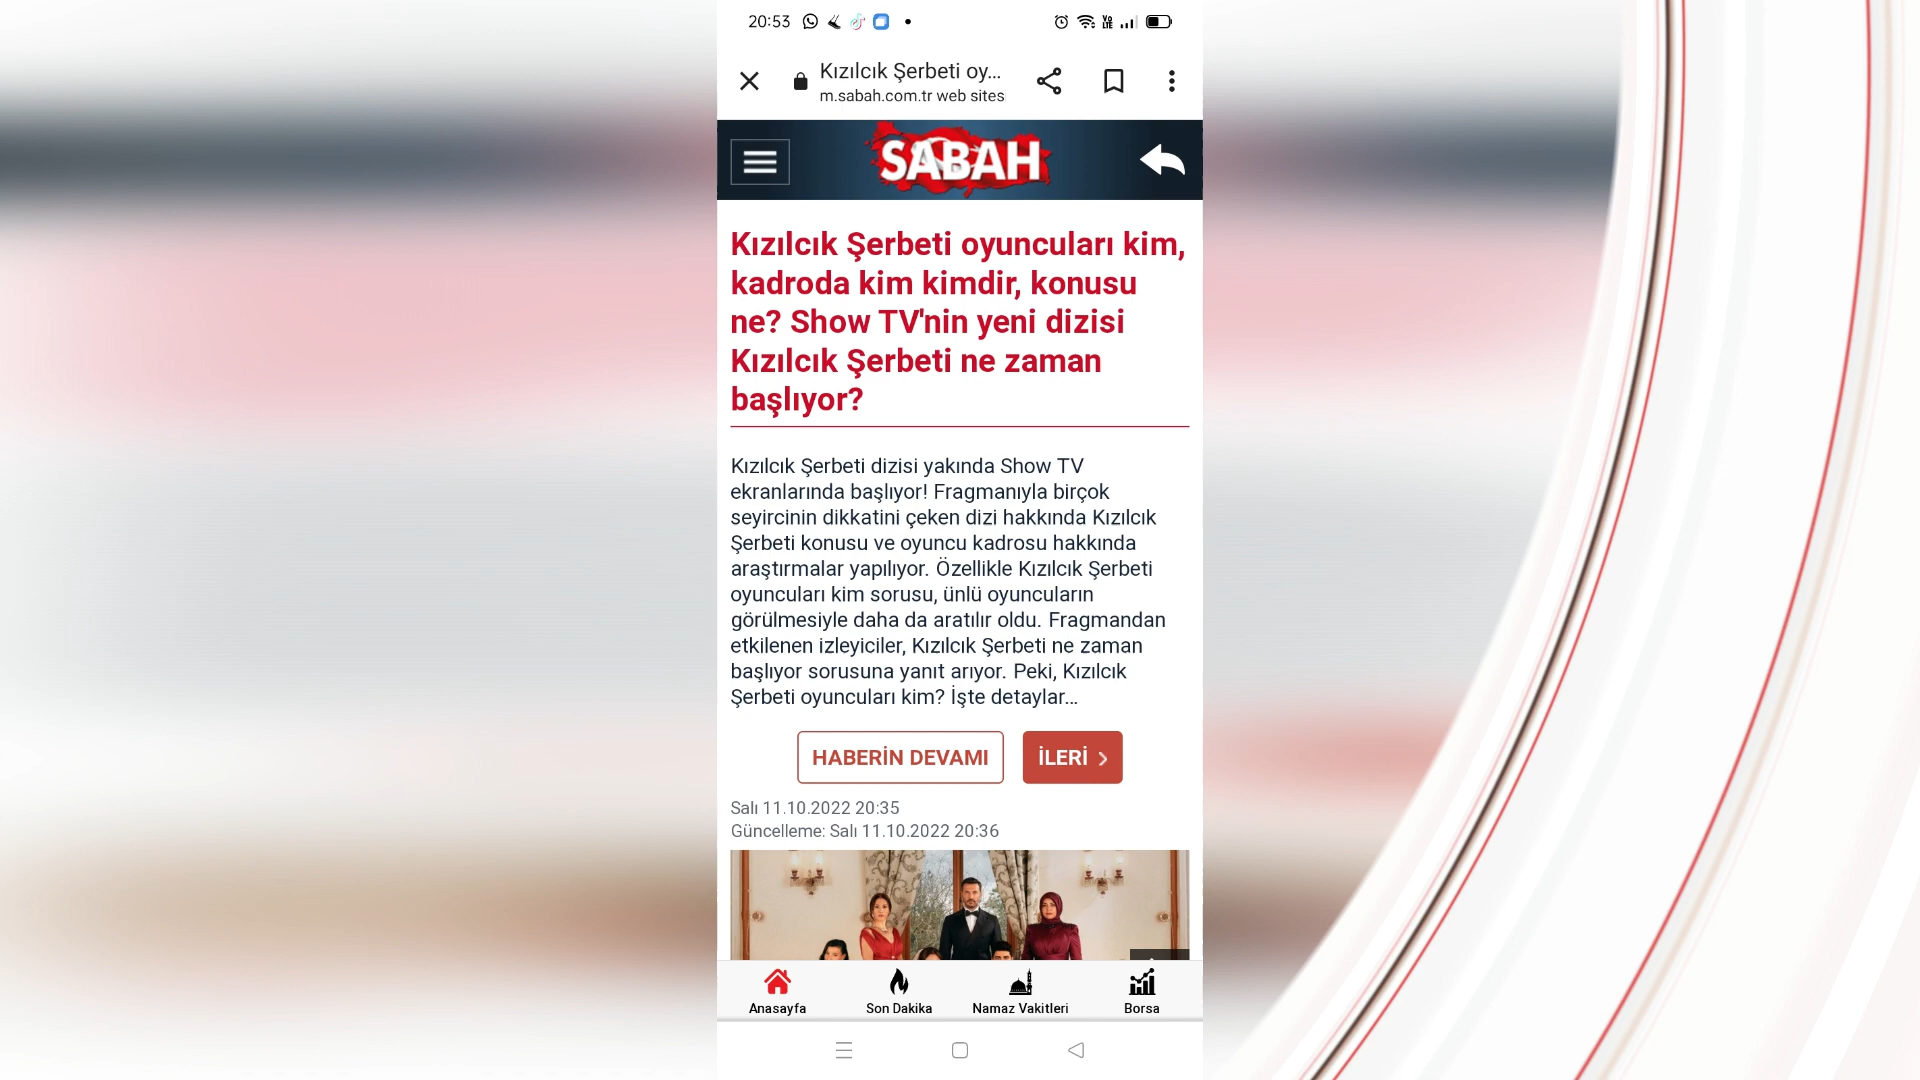 20:53
Kızılcık Şerbeti oy...
m.sabah.com.tr web sites
SABAH
Kızılcık Şerbeti oyuncuları kim,
kadroda kim kimdir, konusu
ne? Show TV'nin yeni dizisi
Kızılcık Şerbeti ne zaman
başlıyor?
Kızılcık Şerbeti dizisi yakında Show TV
ekranlarında başlıyor! Fragmanıyla birçok
seyircinin dikkatini çeken dizi hakkında Kızılcık
Şerbeti konusu ve oyuncu kadrosu hakkında
araştırmalar yapılıyor. Özellikle Kızılcık Şerbeti
oyuncuları kim sorusu, ünlü oyuncuların
görülmesiyle daha da aratılır oldu. Fragmandan
etkilenen izleyiciler, Kızılcık Şerbeti ne zaman
başlıyor sorusuna yanıt arıyor. Peki, Kızılcık
Şerbeti oyuncuları kim? İşte detaylar...
HABERİN DEVAMI
İLERİ
Salı 11.10.2022 20:35
Güncelleme: Salı 11.10.2022 20:36
Anasayfa
Son Dakika
Namaz Vakitleri
Borsa